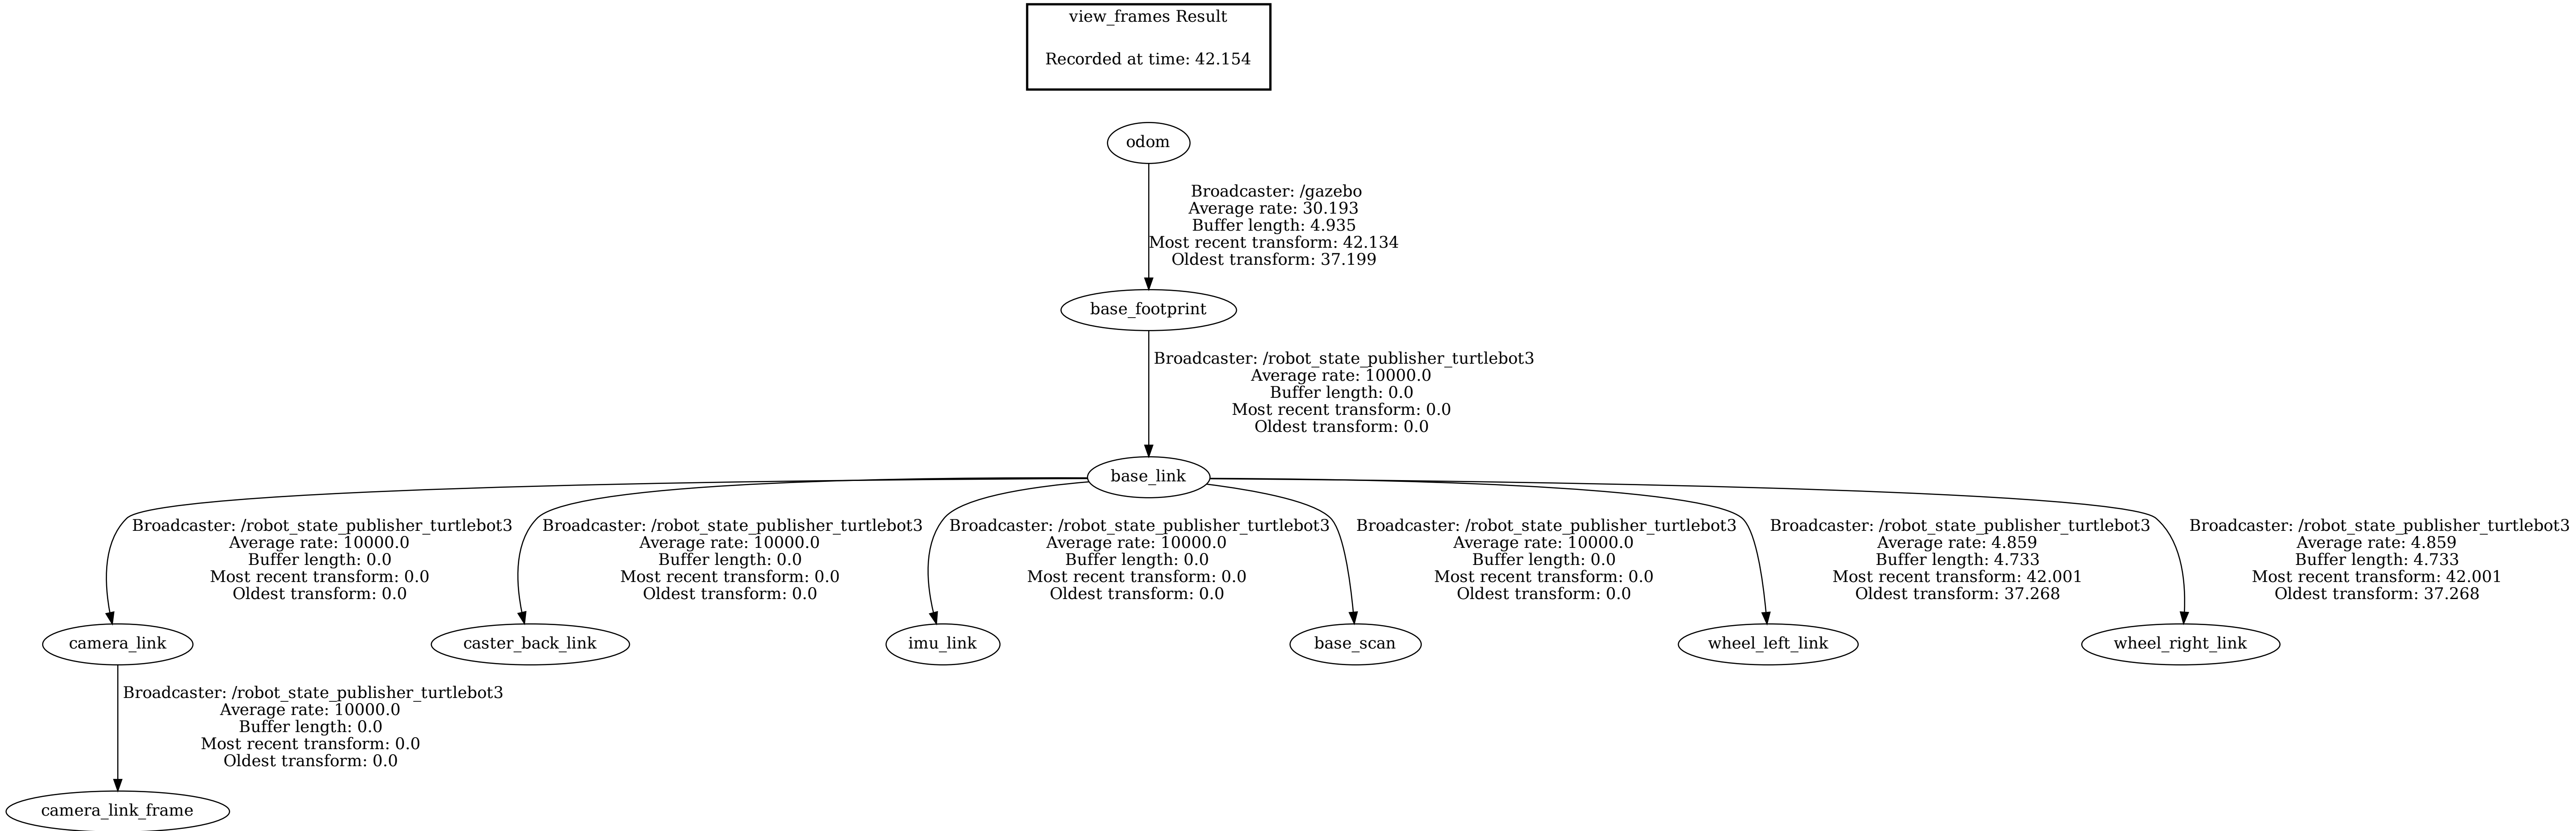 view_frames Result
Recorded at time: 42.154
odom
Broadcaster: /gazebo
Average rate: 30.193
Buffer length: 4.935
Most recent transform: 42.134
Oldest transform: 37.199
base_footprint
Broadcaster: /robot_state_publisher_turtlebot3
Average rate: 10000.0
Buffer length: 0.0
Most recent transform: 0.0
Oldest transform: 0.0
base_link
Broadcaster: /robot_state_publisher_turtlebot3
Average rate: 10000.0
Buffer length: 0.0
Most recent transform: 0.0
Oldest transform: 0.0
Broadcaster: /robot_state_publisher_turtlebot3
Average rate: 10000.0
Buffer length: 0.0
Most recent transform: 0.0
Oldest transform: 0.0
Broadcaster: /robot_state_publisher_turtlebot3
Average rate: 10000.0
Buffer length: 0.0
Most recent transform: 0.0
Oldest transform: 0.0
Broadcaster: /robot_state_publisher_turtlebot3
Average rate: 10000.0
Buffer length: 0.0
Most recent transform: 0.0
Oldest transform: 0.0
Broadcaster: /robot_state_publisher_turtlebot3
Average rate: 4.859
Buffer length: 4.733
Most recent transform: 42.001
Oldest transform: 37.268
Broadcaster: /robot_state_publisher_turtlebot3
Average rate: 4.859
Buffer length: 4.733
Most recent transform: 42.001
Oldest transform: 37.268
camera_link
caster_back_link
imu_link
base_scan
wheel_left_link
wheel_right_link
Broadcaster: /robot_state_publisher_turtlebot3
Average rate: 10000.0
Buffer length: 0.0
Most recent transform: 0.0
Oldest transform: 0.0
camera_link_frame